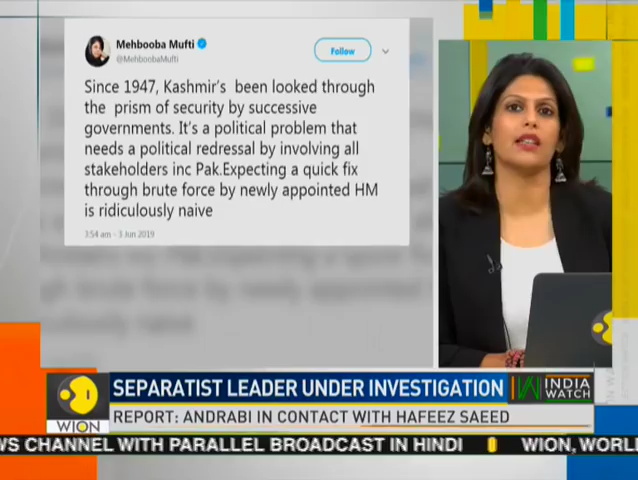 Mehbooba Mufti
@MehboobaMufti
Follow
Since 1947, Kashmir's been looked through
the prism of security by successive
governments. It's a political problem that
needs a political redressal by involving all
stakeholders inc Pak.Expecting a quick fix
through brute force by newly appointed HM
is ridiculously naive
3:54 am - 3 Jun 2019
SEPARATIST LEADER UNDER INVESTIGATION
INDIA
WATCH
WION
REPORT: ANDRABI IN CONTACT WITH HAFEEZ SAEED
WS CHANNEL WITH PARALLEL BROADCAST IN HINDI WION, WORL